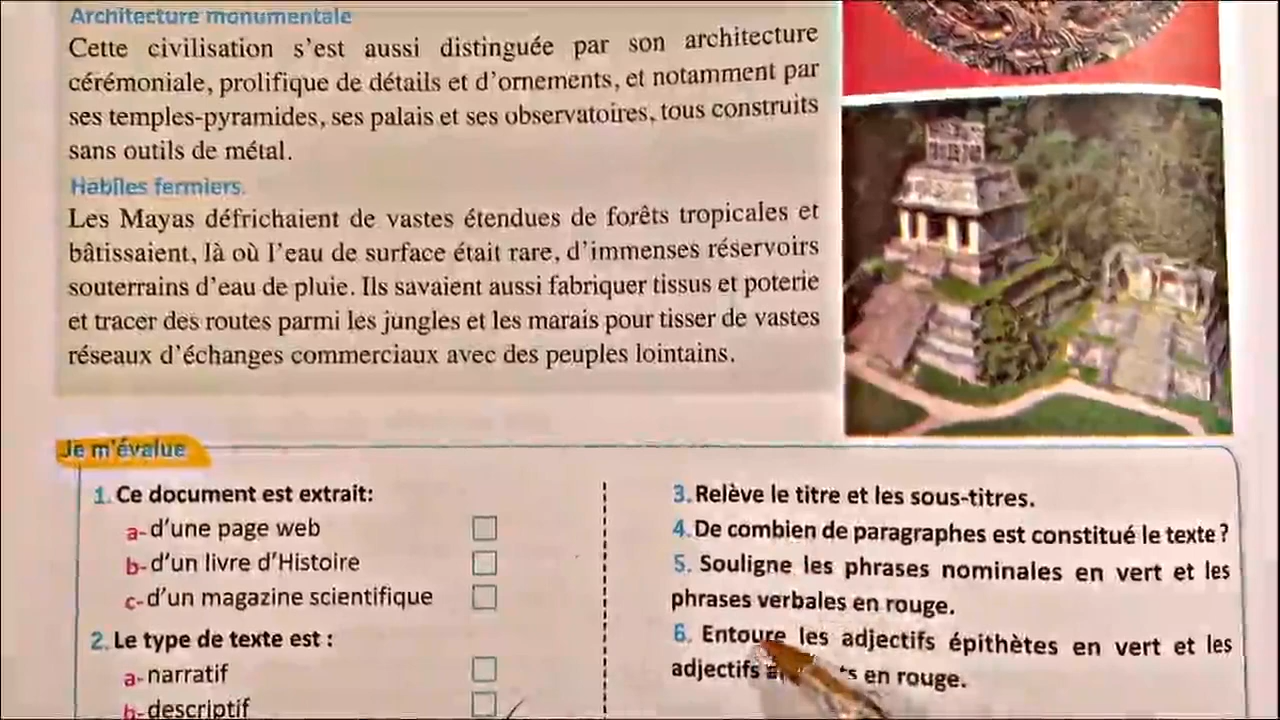 Architecture monumentale
Cette civilisation s'est aussi distinguée par son architecture
cérémoniale, prolifique de détails et d'ornements, et notamment par
ses temples-pyramides, ses palais et ses observatoires, tous construits
sans outils de métal.
Habiles fermiers.
Les Mayas défrichaient de vastes étendues de forêts tropicales et
bâtissaient, là où l'eau de surface était rare, d'immenses réservoirs
souterrains d'eau de pluie. Ils savaient aussi fabriquer tissus et poterie
et tracer des routes parmi les jungles et les marais pour tisser de vastes
réseaux d'échanges commerciaux avec des peuples lointains.
Je m'évalue
1. Ce document est extrait:
a- d'une page web
b- d'un livre d'Histoire
c- d'un magazine scientifique
2. Le type de texte est :
a- narratif
b- descriptif
3. Relève le titre et les sous-titres.
4. De combien de paragraphes est constitué le texte ?
5. Souligne les phrases nominales en vert et les
phrases verbales en rouge.
6. Entoure les adjectifs épithètes en vert et les
adjectifs en rouge.